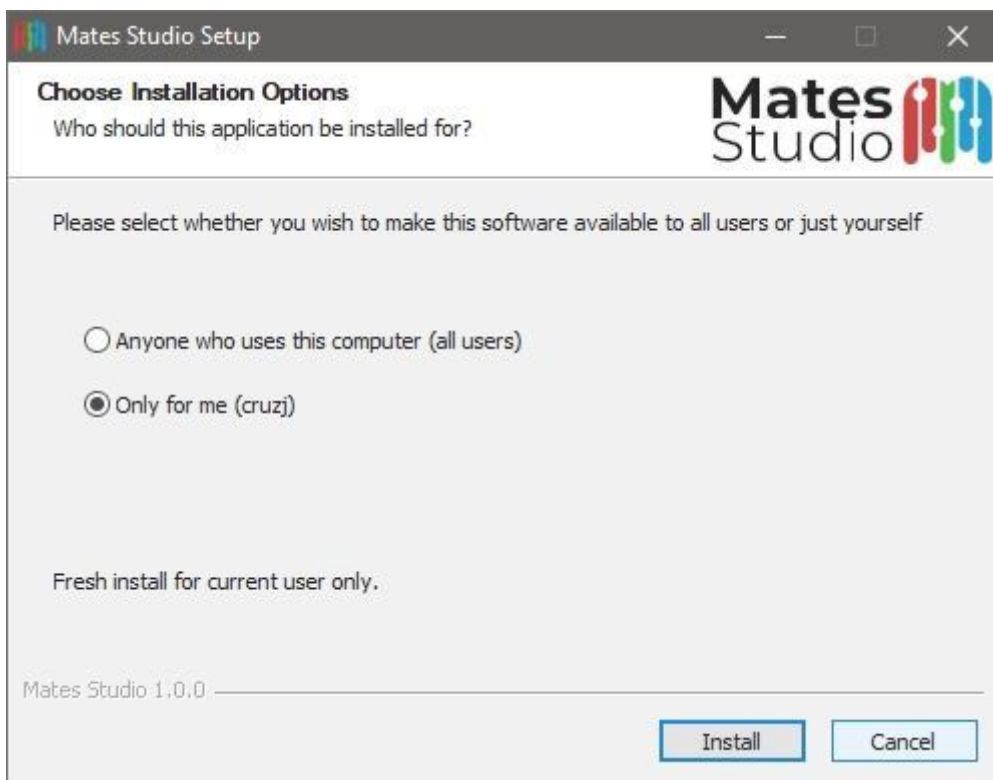 Mates Studio Setup
Choose Installation Options
Who should this application be installed for?
Mates
Studio
Please select whether you wish to make this software available to all users or just yourself
Anyone who uses this computer (all users)
Only for me (cruzj)
Fresh install for current user only.
Mates Studio 1.0.0
Install Cancel